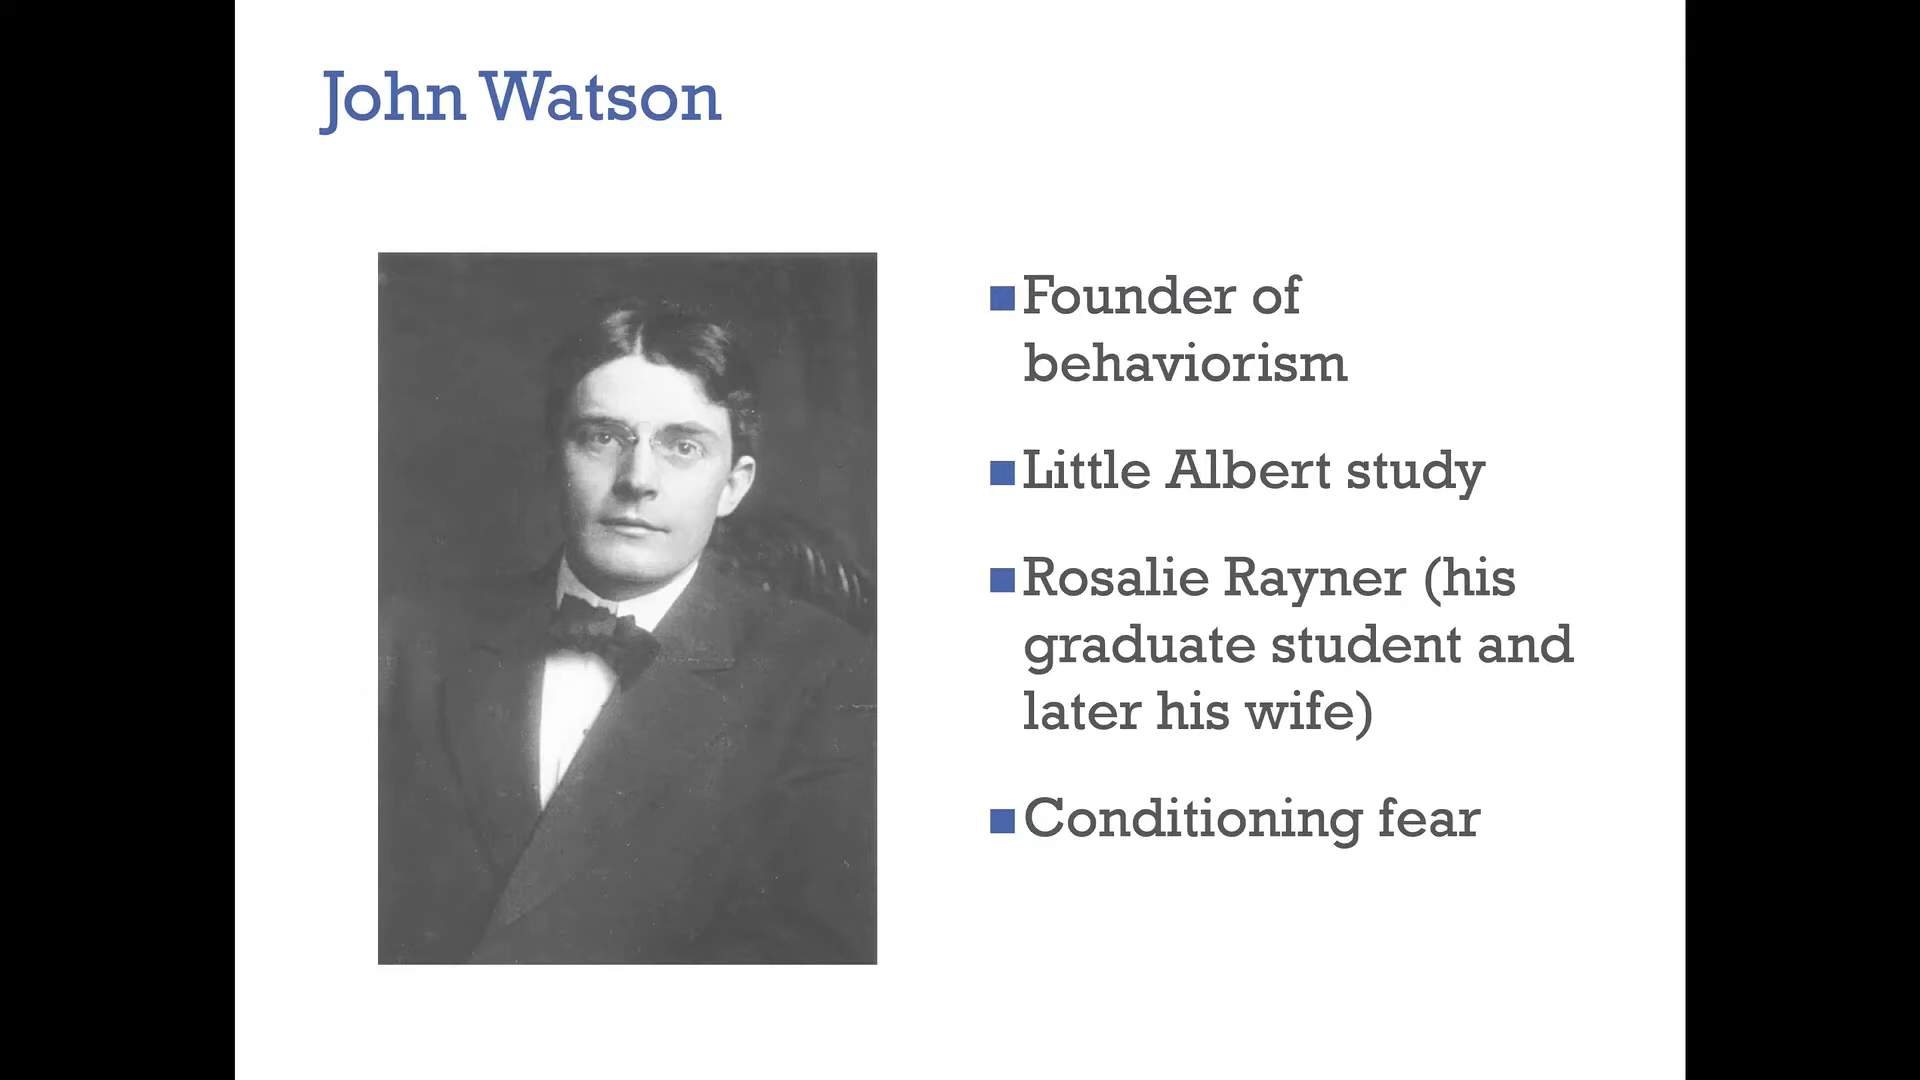 John Watson
Founder of
behaviorism
Little Albert study
Rosalie Rayner (his
graduate student and
later his wife)
Conditioning fear